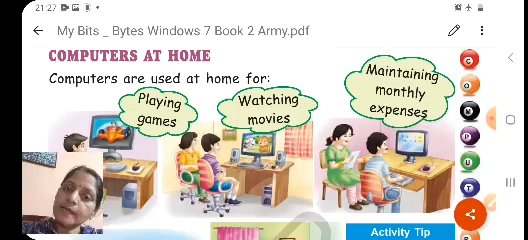 21:27
My Bits _ Bytes Windows 7 Book 2 Army.pdf
COMPUTERS AT HOME
Computers are used at home for:
Playing
games
Watching
movies
Maintaining
monthly
expenses
C
O
M
P
U
T
Activity Tip